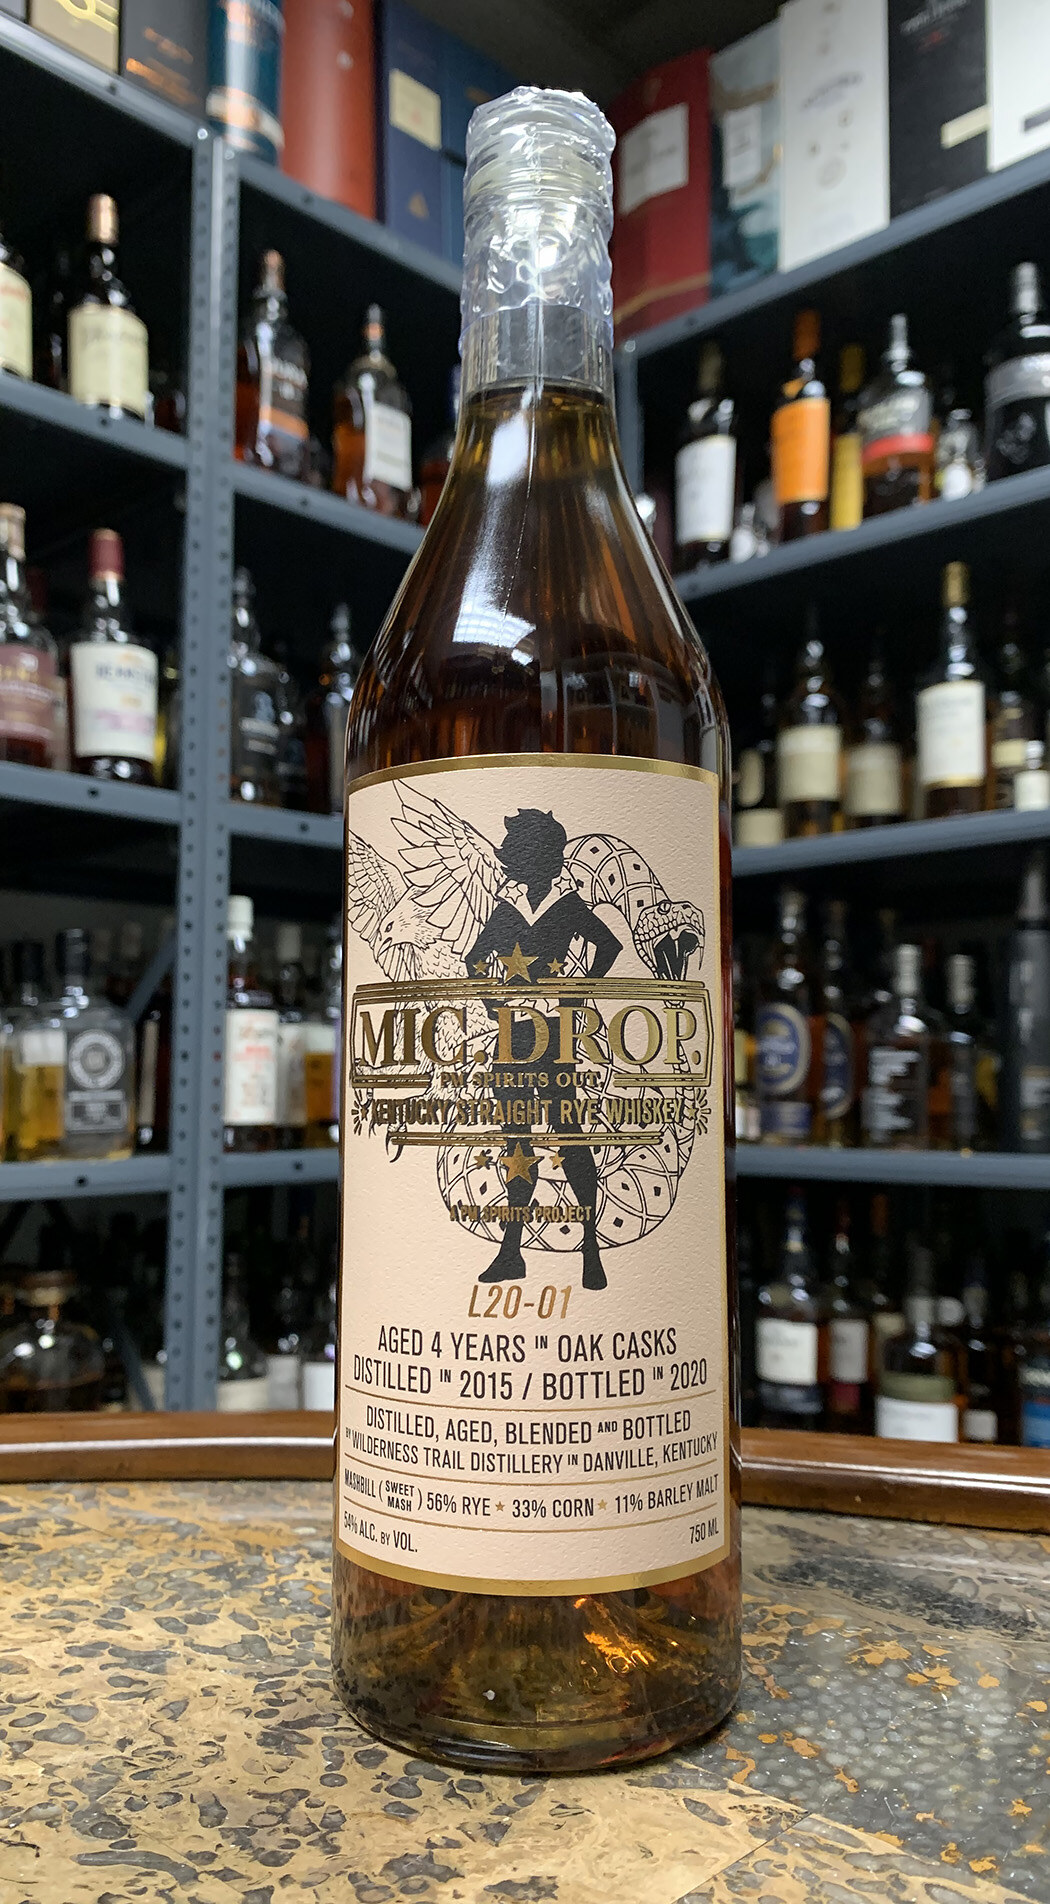 MIC.DROP.
PM SPIRITS OUT.
KENTUCKY STRAIGHT RYE WHISKEY
A PM SPIRITS PROJECT
L20-01
AGED 4 YEARS IN OAK CASKS
DISTILLED IN 2015 / BOTTLED IN 2020
DISTILLED, AGED, BLENDED AND BOTTLED
BY WILDERNESS TRAIL DISTILLERY IN DANVILLE, KENTUCKY
MASHBILL (SWEET MASH) 56% RYE ★ 33% CORN ★ 11% BARLEY MALT
54% ALC. BY VOL. 750 ML